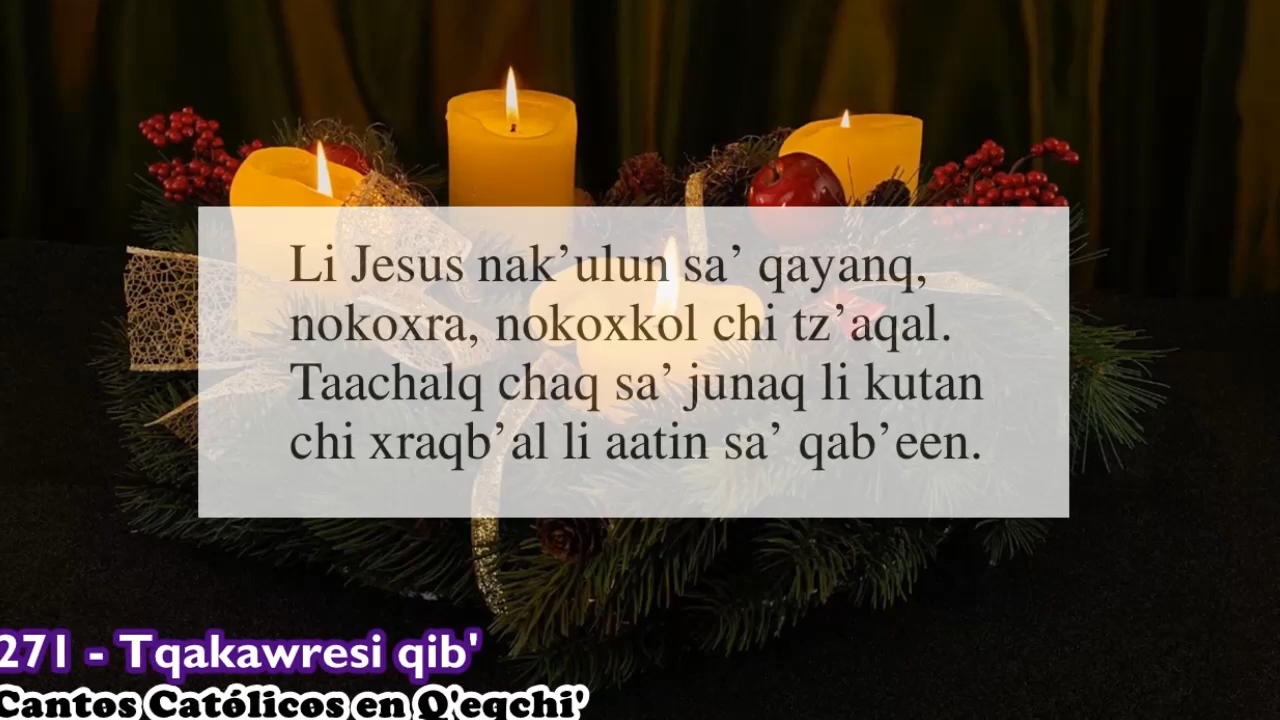 Li Jesus nak’ulun sa’ qayanq,
nokoxra, nokoxkol chi tz’aqal.
Taachalq chaq sa’ junaq li kutan
chi xraqb’al li aatin sa’ qab’een.
271 - Tqakawresi qib'
Cantos Católicos en Q'eqchi'